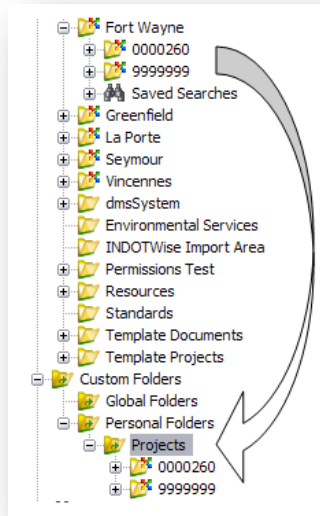 Fort Wayne
0000260
9999999
Saved Searches
Greenfield
La Porte
Seymour
Vincennes
dmsSystem
Environmental Services
INDOTWise Import Area
Permissions Test
Resources
Standards
Template Documents
Template Projects
Custom Folders
Global Folders
Personal Folders
Projects
0000260
9999999